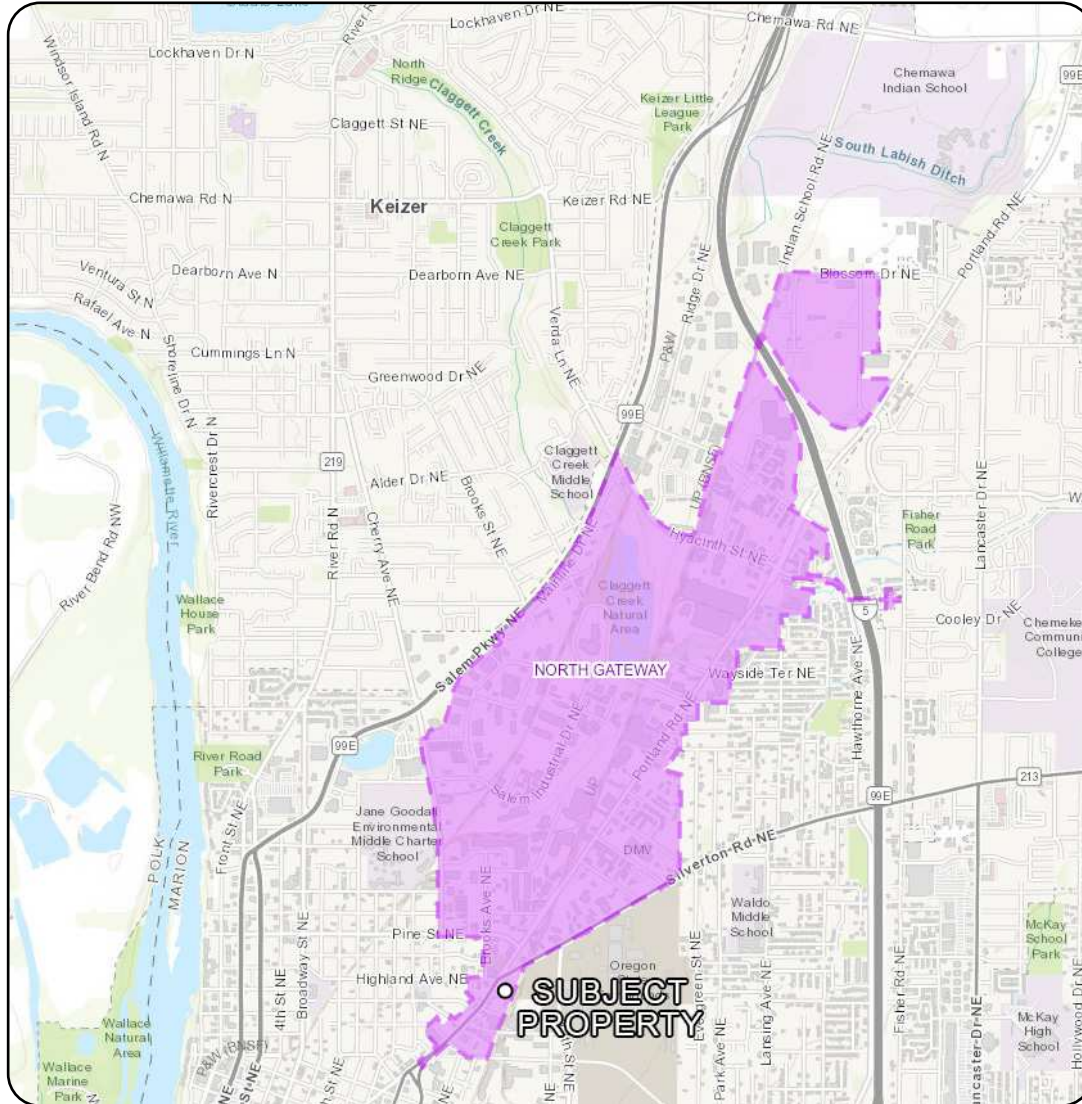 Lockhaven Dr NE
Chemawa Rd NE
Lockhaven Dr N
Windsor Island Rd N
North
Ridge
Claggett Creek
Chemawa
Indian School
99E
Keizer Little
League
Park
Claggett St NE
South Labish Ditch
Chemawa Rd N
Keizer
Keizer Rd NE
Indian School Rd NE
Portland Rd NE
Claggett
Creek Park
Dearborn Ave N
Dearborn Ave NE
Blossom Dr NE
Ventura St N
Rafael Ave N
Shoreline Dr N
Verda Ln NE
Ridge Dr NE
P&W
Cummings Ln N
Greenwood Dr NE
99E
Willamette River
Rivercrest Dr N
219
Alder Dr NE
Claggett
Creek
Middle
School
UP (BNSF)
Lancaster Dr NE
River Bend Rd NW
River Rd N
Cherry Ave NE
Brooks St NE
Mainline Dr NE
Hyacinth St NE
Fisher
Road
Park
Wallace
House
Park
Claggett
Creek
Natural
Area
5
Cooley Dr NE
Salem Pkwy NE
NORTH GATEWAY
Wayside Ter NE
Hawthorne Ave NE
99E
River Road
Park
Salem Industrial Dr NE
UP
Portland Rd NE
213
99E
Front St NE
Jane Goodall
Environmental
Middle Charter
School
DMV
Silverton Rd NE
POLK
MARION
Waldo
Middle
School
Brooks Ave NE
Pine St NE
McKay
School
Park
Highland Ave NE
Oregon
SUBJECT
PROPERTY
4th St NE
Broadway St NE
Evergreen St NE
Park Ave NE
Lansing Ave NE
Fisher Rd NE
Hollywood Dr NE
Wallace
Natural
Area
Wallace
Marine
Park
P&W (BNSF)
McKay
High
School